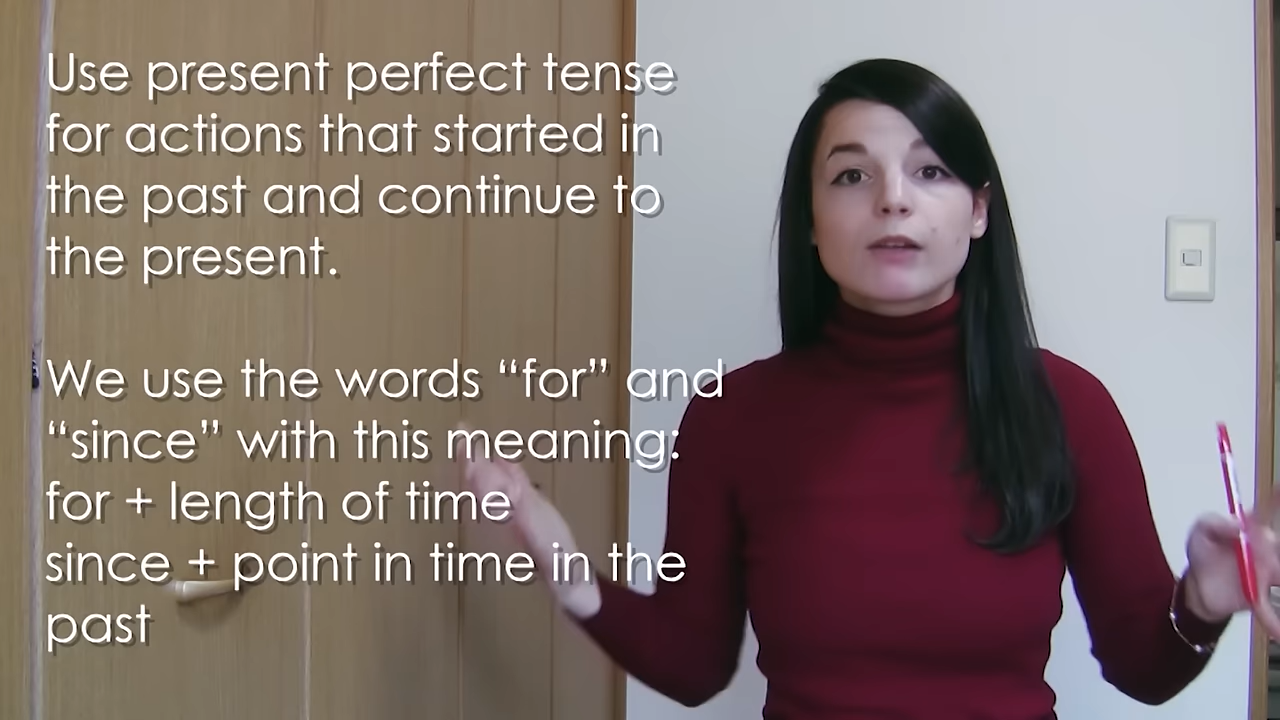 Use present perfect tense
for actions that started in
the past and continue to
the present.
We use the words “for” and
“since” with this meaning:
for + length of time
since + point in time in the
past